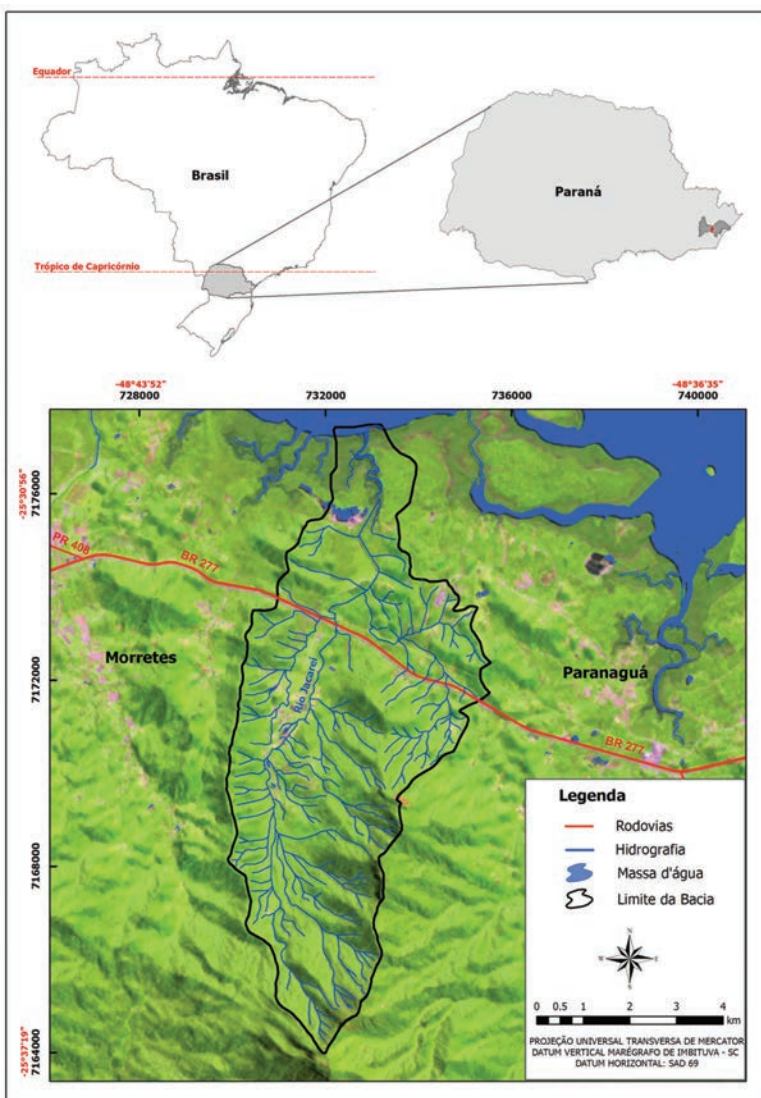 Equador
Brasil
Paraná
Trópico de Capricórnio
-48°43'52"
-48°36'35"
728000
732000
736000
740000
-25°30'56"
7176000
PR 408
BR 277
Morretes
Rio Jacareí
Paranaguá
7172000
BR 277
7168000
-25°37'19"
7164000
Legenda
Rodovias
Hidrografia
Massa d'água
Limite da Bacia
N
W
E
S
0 0.5 1 2 3 4
km
PROJEÇÃO UNIVERSAL TRANSVERSA DE MERCATOR
DATUM VERTICAL MARÉGRAFO DE IMBITUVA - SC
DATUM HORIZONTAL: SAD 69